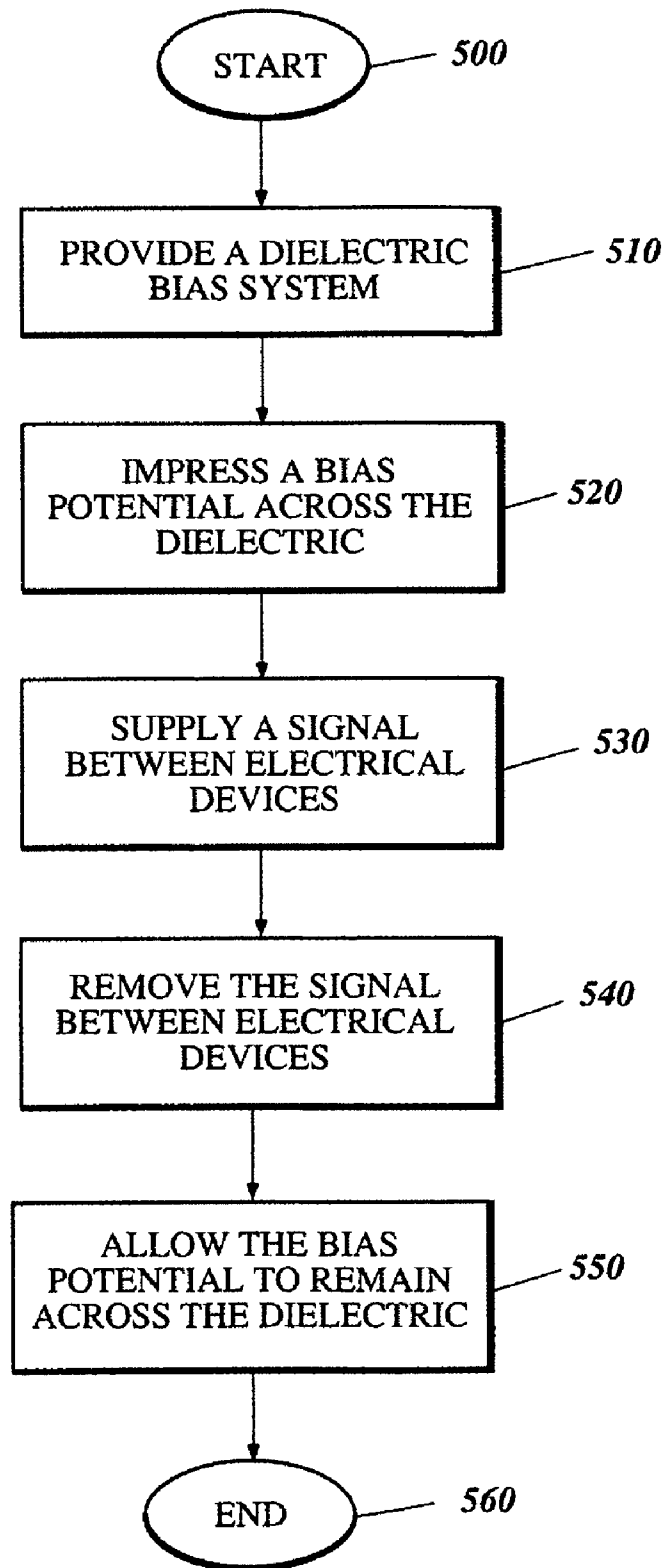 START
500
PROVIDE A DIELECTRIC
BIAS SYSTEM
510
IMPRESS A BIAS
POTENTIAL ACROSS THE
DIELECTRIC
520
SUPPLY A SIGNAL
BETWEEN ELECTRICAL
DEVICES
530
REMOVE THE SIGNAL
BETWEEN ELECTRICAL
DEVICES
540
ALLOW THE BIAS
POTENTIAL TO REMAIN
ACROSS THE DIELECTRIC
550
END
560